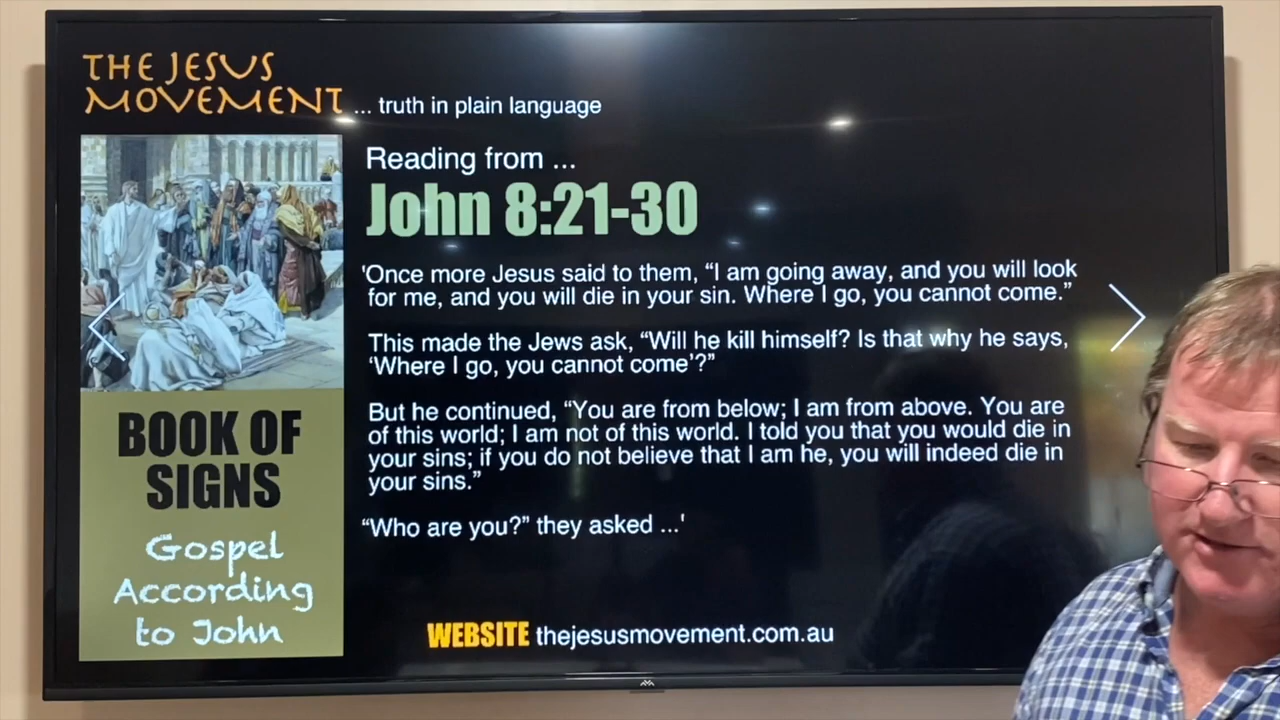 THE JESUS
MOVEMENT ... truth in plain language
Reading from ...
John 8:21-30
'Once more Jesus said to them, “I am going away, and you will look
for me, and you will die in your sin. Where I go, you cannot come.”
This made the Jews ask, “Will he kill himself? Is that why he says,
‘Where I go, you cannot come’?”
But he continued, “You are from below; I am from above. You are
of this world; I am not of this world. I told you that you would die in
your sins; if you do not believe that I am he, you will indeed die in
your sins.”
“Who are you?” they asked ...'
BOOK OF
SIGNS
Gospel
According
to John
WEBSITE thejesusmovement.com.au